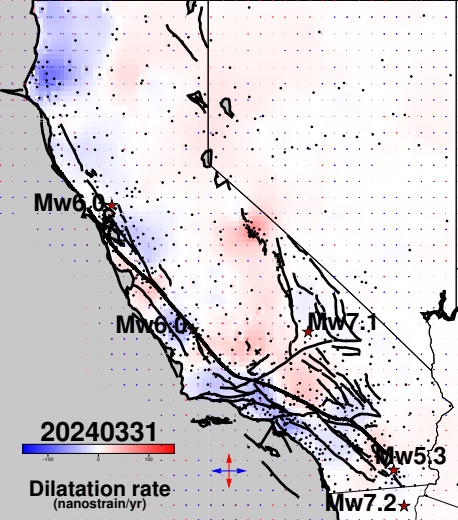 Mw6.0
Mw6.0
Mw7.1
20240331
-100 0 100
Dilatation rate
(nanostrain/yr)
Mw5.3
Mw7.2